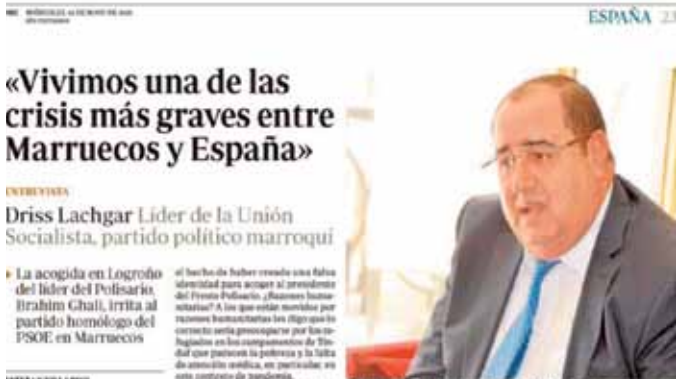 ESPAÑA 23
«Vivimos una de las
crisis más graves entre
Marruecos y España»
ENTREVISTA
Driss Lachgar Líder de la Unión
Socialista, partido político marroquí
La acogida en Logroño
del líder del Polisario,
Brahim Ghali, irrita al
partido homólogo del
PSOE en Marruecos
el hecho de haber creado una falsa
identidad para acoger al presidente
del Frente Polisario. ¿Razones huma-
nitarias? A los que están movidos por
razones humanitarias les digo que lo
correcto sería preocuparse por los re-
fugiados en los campamentos de Tin-
duf que padecen la pobreza y la falta
de atención médica, en particular, en
este contexto de pandemia.